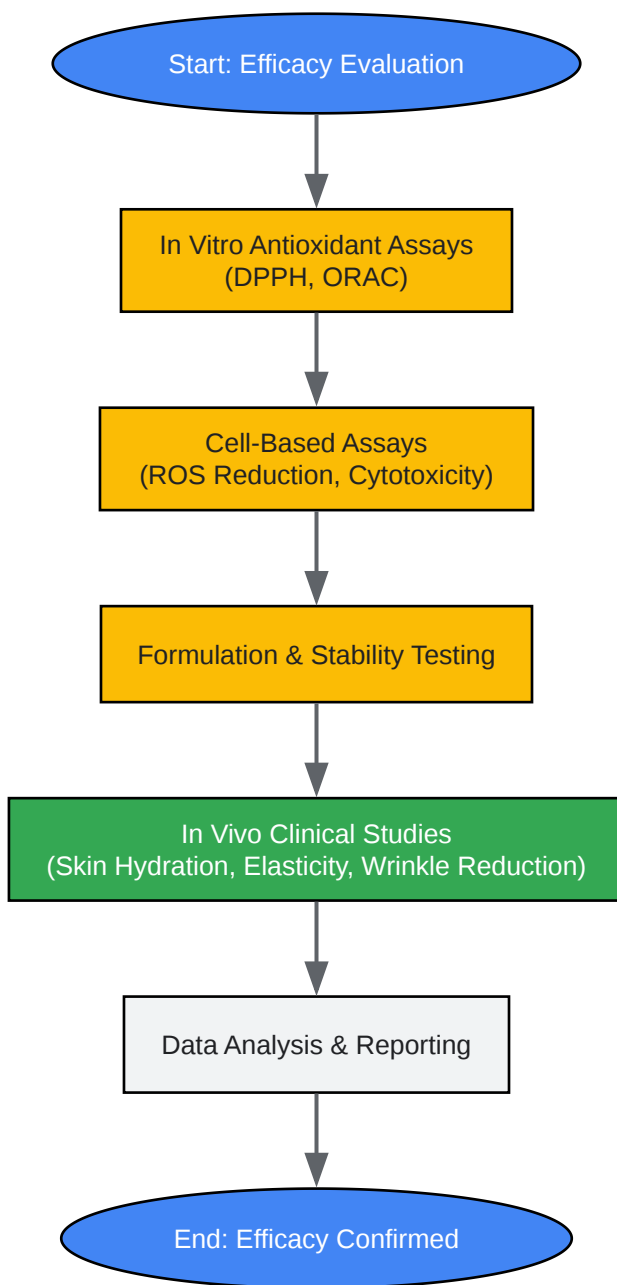 Start: Efficacy Evaluation
In Vitro Antioxidant Assays
(DPPH, ORAC)
Cell-Based Assays
(ROS Reduction, Cytotoxicity)
Formulation & Stability Testing
In Vivo Clinical Studies
(Skin Hydration, Elasticity, Wrinkle Reduction)
Data Analysis & Reporting
End: Efficacy Confirmed